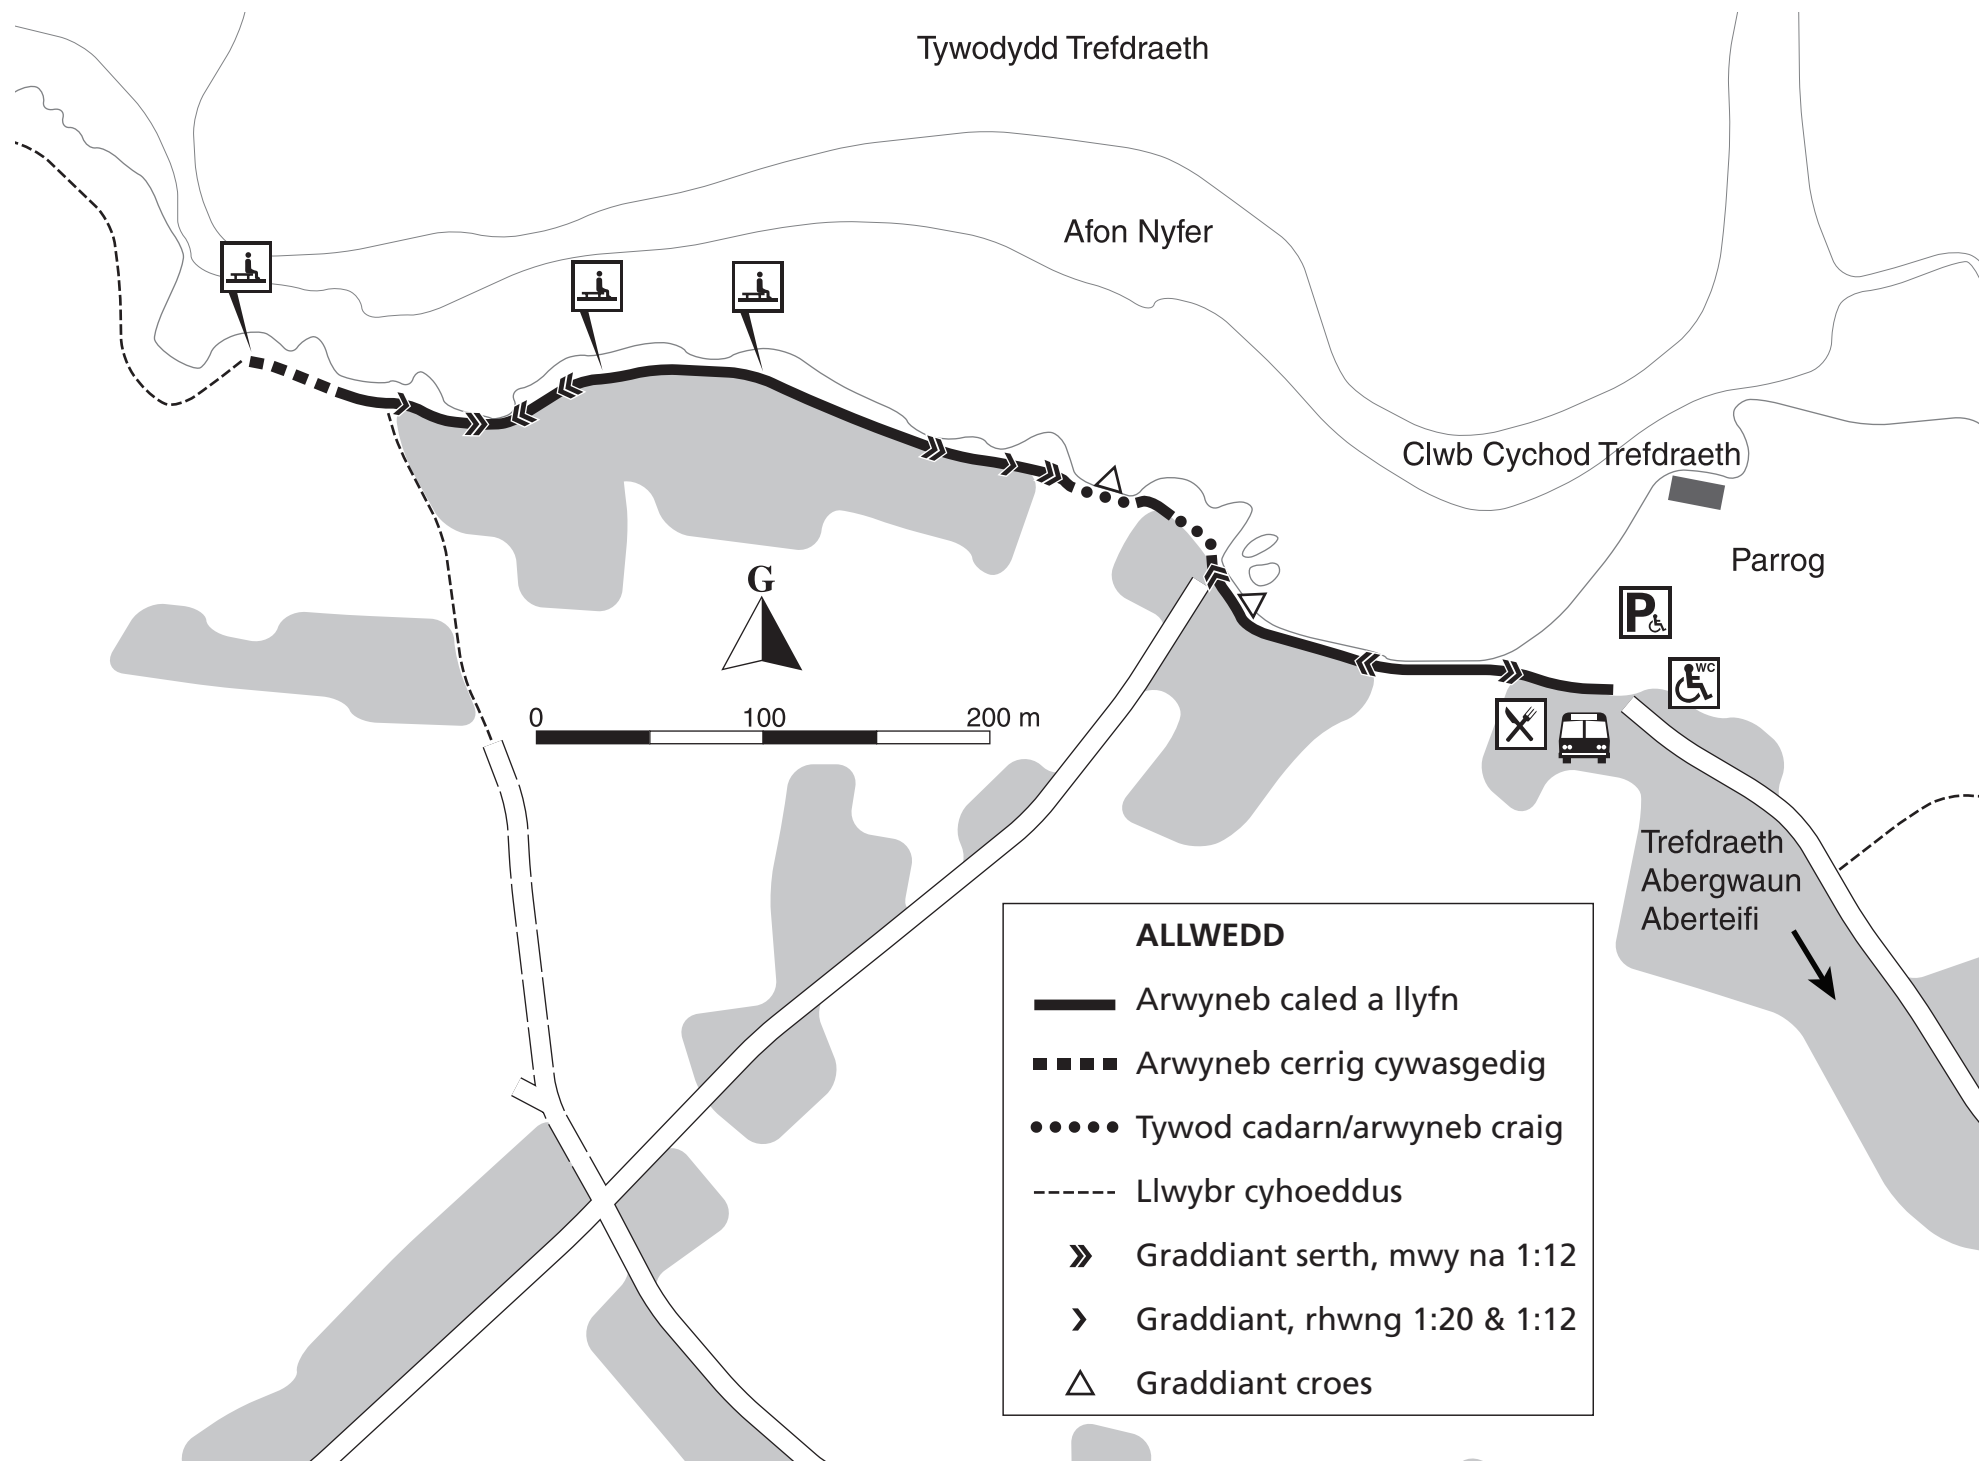 Tywodydd Trefdraeth
Afon Nyfer
Clwb Cychod Trefdraeth
Parrog
P
WC
G
0 100 200 m
Trefdraeth
Abergwaun
Aberteifi
ALLWEDD
Arwyneb caled a llyfn
Arwyneb cerrig cywasgedig
Tywod cadarn/arwyneb craig
Llwybr cyhoeddus
Graddiant serth, mwy na 1:12
Graddiant, rhwng 1:20 & 1:12
Graddiant croes